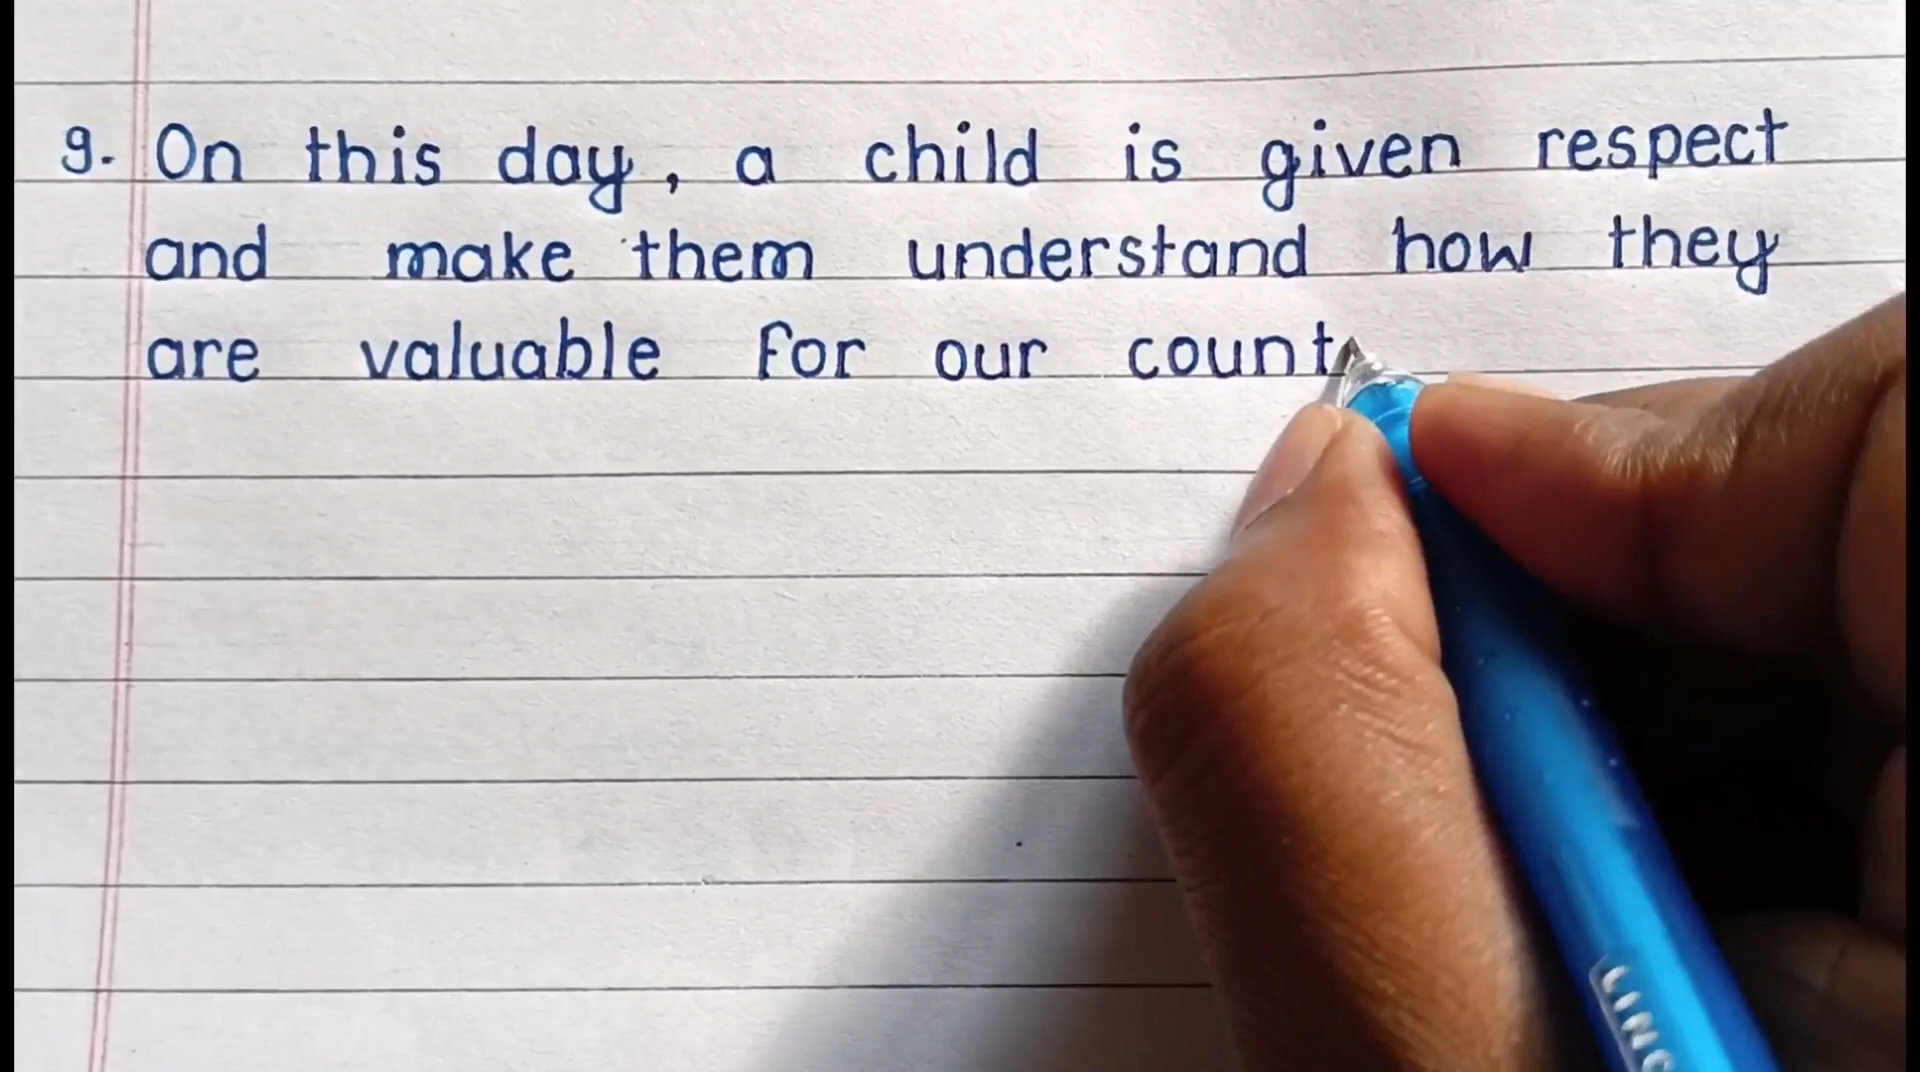 9. On this day, a child is given respect
and make them understand how they
are valuable for our count
LINC